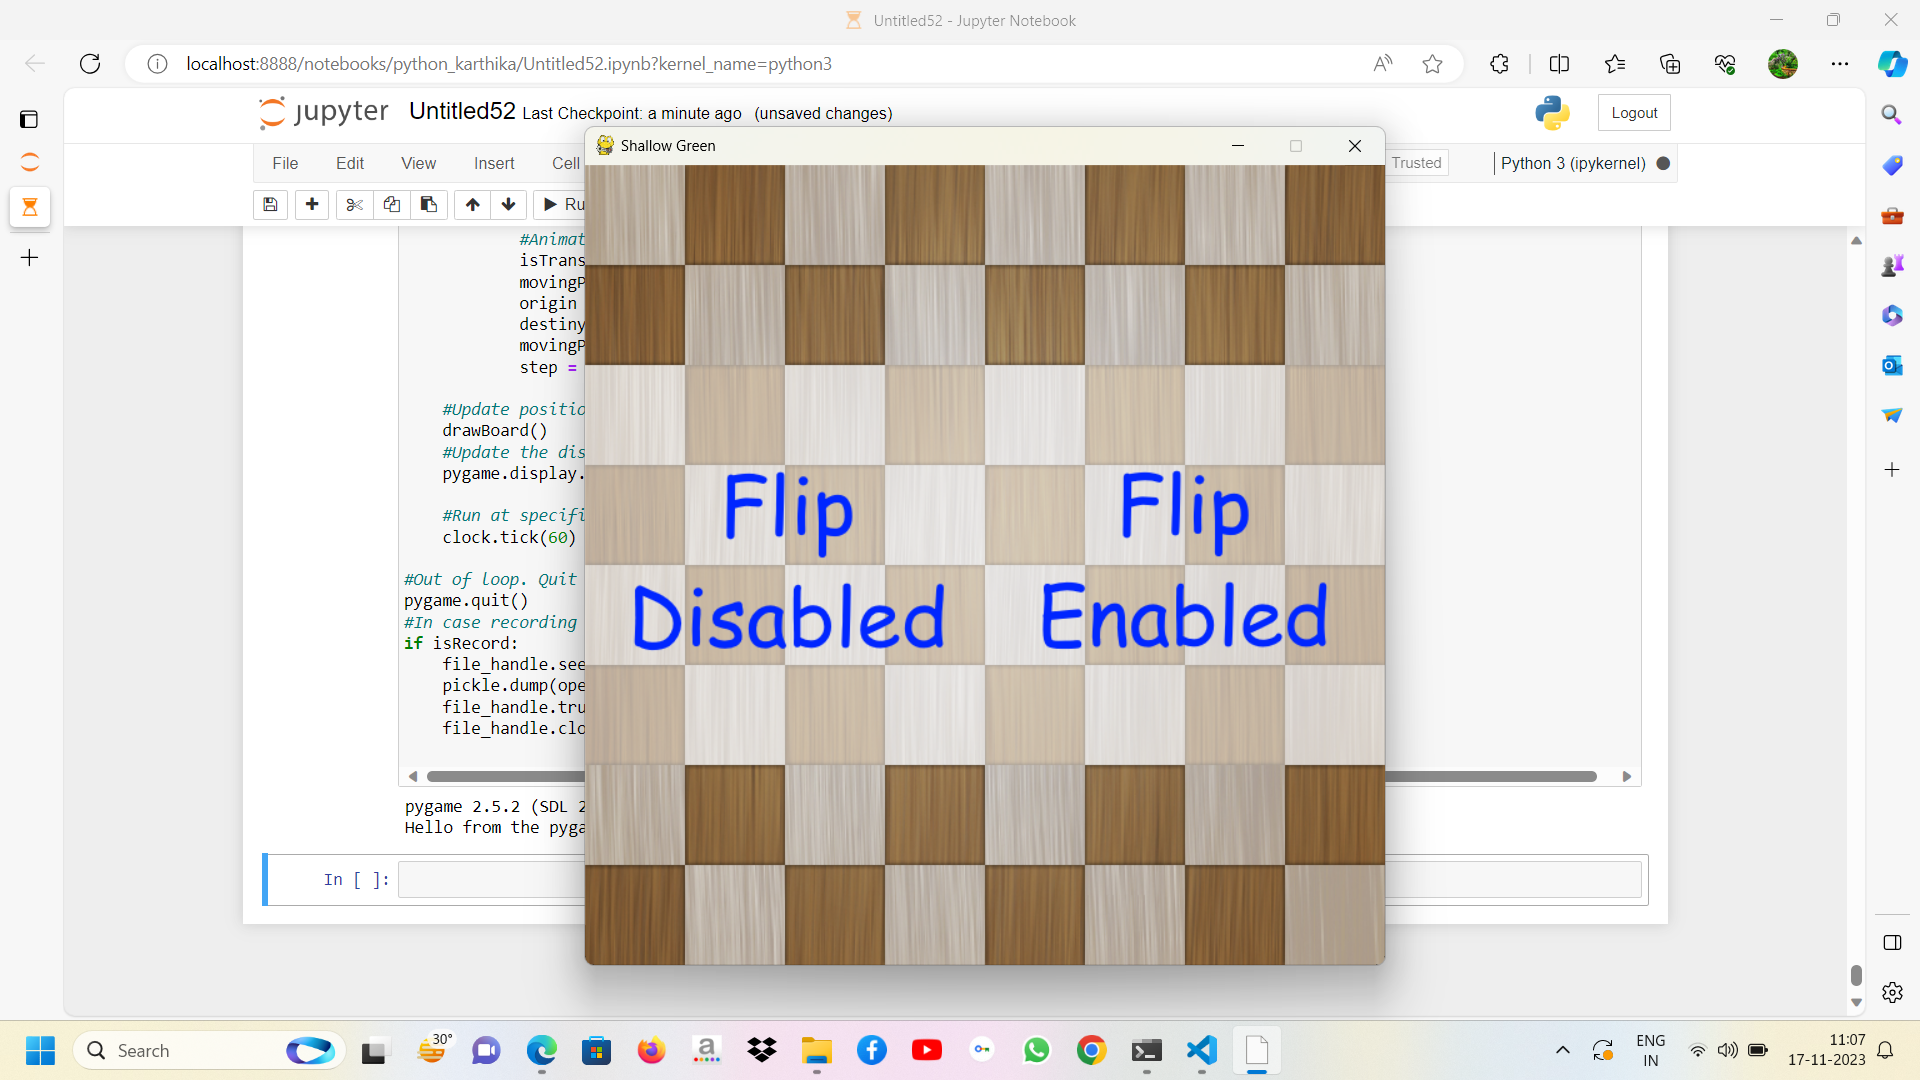 Untitled52 - Jupyter Notebook
localhost:8888/notebooks/python_karthika/Untitled52.ipynb?kernel_name=python3
jupyter Untitled52 Last Checkpoint: a minute ago (unsaved changes)
Logout
Shallow Green
File Edit View Insert Cell
Trusted
Python 3 (ipykernel)
Ru
#Animat
isTrans
movingP
origin
destiny
movingP
step =
#Update positio
drawBoard()
#Update the dis
pygame.display.
#Run at specifi
clock.tick(60)
#Out of loop. Quit
pygame.quit()
#In case recording
if isRecord:
file_handle.see
pickle.dump(ope
file_handle.tru
file_handle.clo
Flip
Disabled
Flip
Enabled
pygame 2.5.2 (SDL 2
Hello from the pyga
In [ ]:
Search
30°
ENG
IN
11:07
17-11-2023